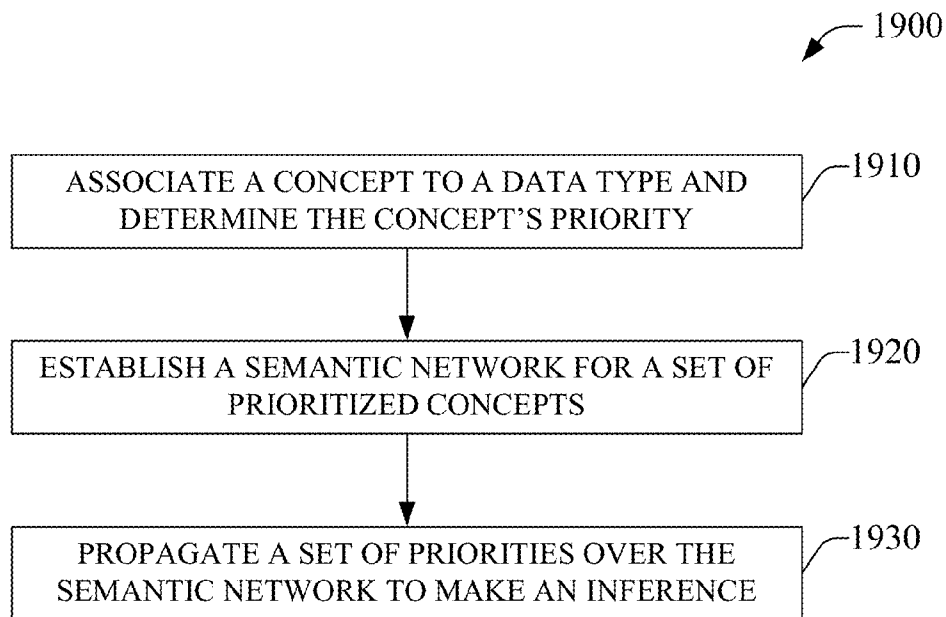 1900
ASSOCIATE A CONCEPT TO A DATA TYPE AND
DETERMINE THE CONCEPT'S PRIORITY
1910
ESTABLISH A SEMANTIC NETWORK FOR A SET OF
PRIORITIZED CONCEPTS
1920
PROPAGATE A SET OF PRIORITIES OVER THE
SEMANTIC NETWORK TO MAKE AN INFERENCE
1930